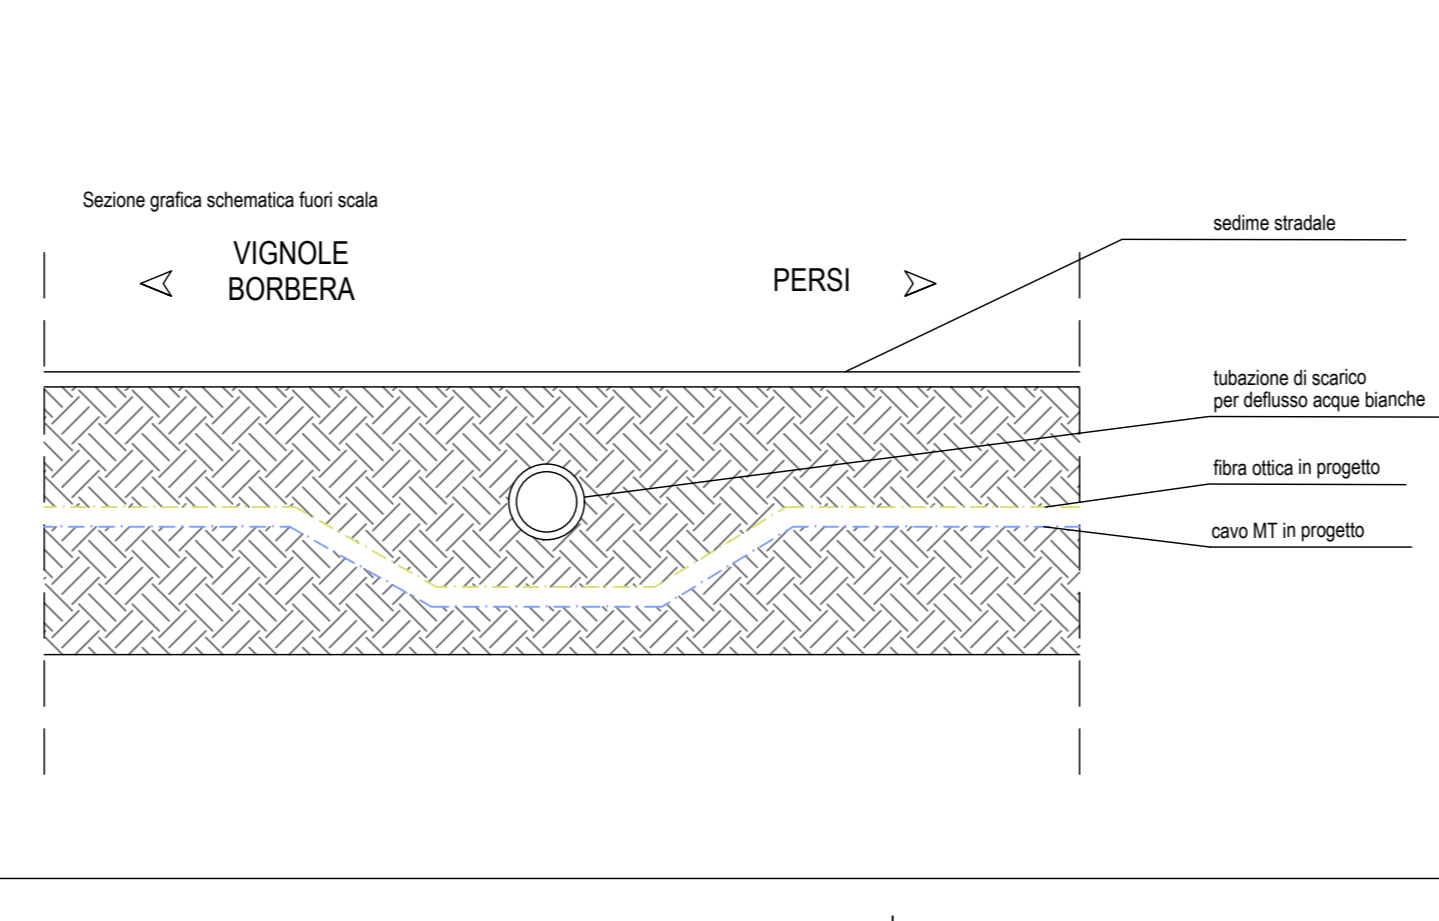 Sezione grafica schematica fuori scala
VIGNOLE
BORBERA
PERSI
sedime stradale
tubazione di scarico
per deflusso acque bianche
fibra ottica in progetto
cavo MT in progetto